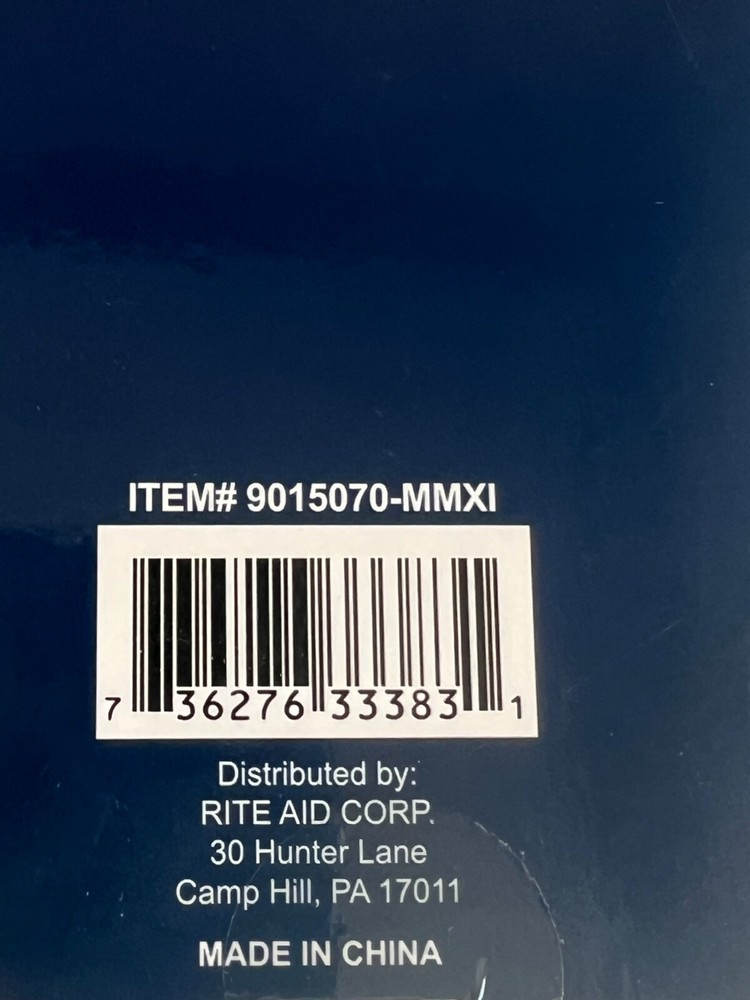 ITEM# 9015070-MMXI
7 36276 33383 1
Distributed by:
RITE AID CORP.
30 Hunter Lane
Camp Hill, PA 17011
MADE IN CHINA